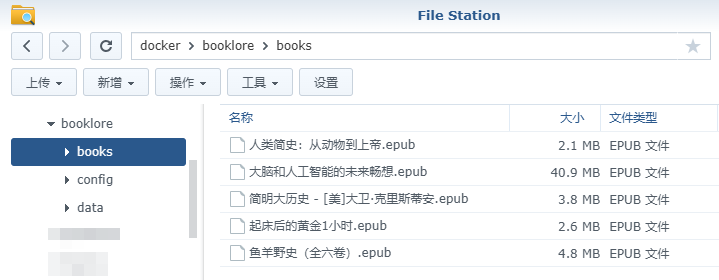 File Station
docker > booklore > books
上传 新增 操作 工具 设置
booklore
books
config
data
名称 大小 文件类型
人类简史：从动物到上帝.epub 2.1 MB EPUB 文件
大脑和人工智能的未来畅想.epub 40.9 MB EPUB 文件
简明大历史 - [美]大卫·克里斯蒂安.epub 3.8 MB EPUB 文件
起床后的黄金1小时.epub 2.6 MB EPUB 文件
鱼羊野史（全六卷）.epub 4.8 MB EPUB 文件